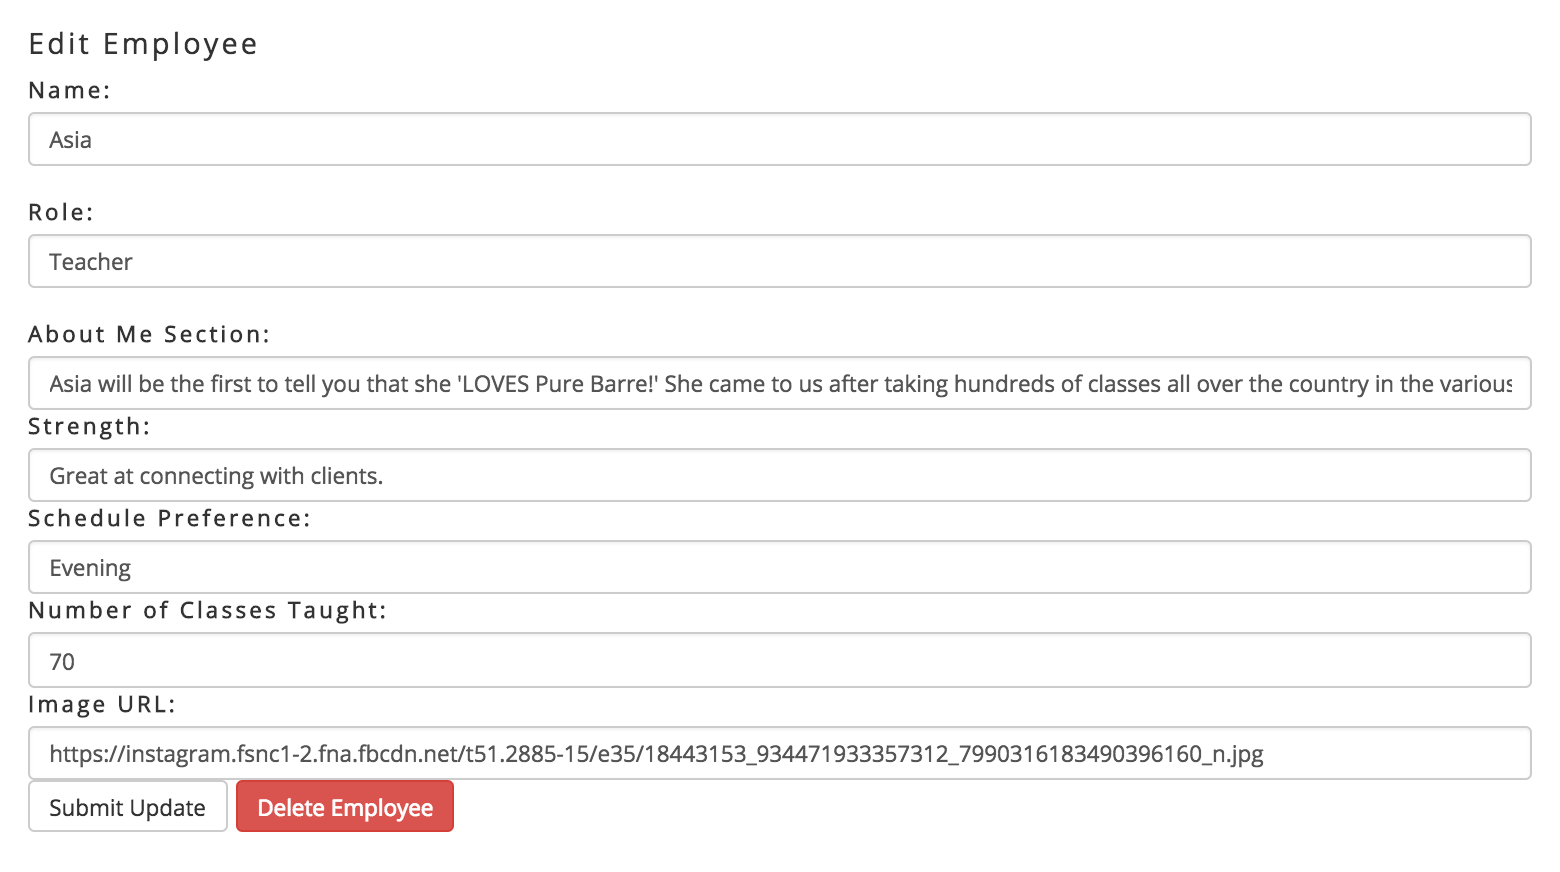 Edit Employee
Name:
Asia
Role:
Teacher
About Me Section:
Asia will be the first to tell you that she 'LOVES Pure Barre!' She came to us after taking hundreds of classes all over the country in the various
Strength:
Great at connecting with clients.
Schedule Preference:
Evening
Number of Classes Taught:
70
Image URL:
https://instagram.fsnc1-2.fna.fbcdn.net/t51.2885-15/e35/18443153_934471933357312_7990316183490396160_n.jpg
Submit Update Delete Employee